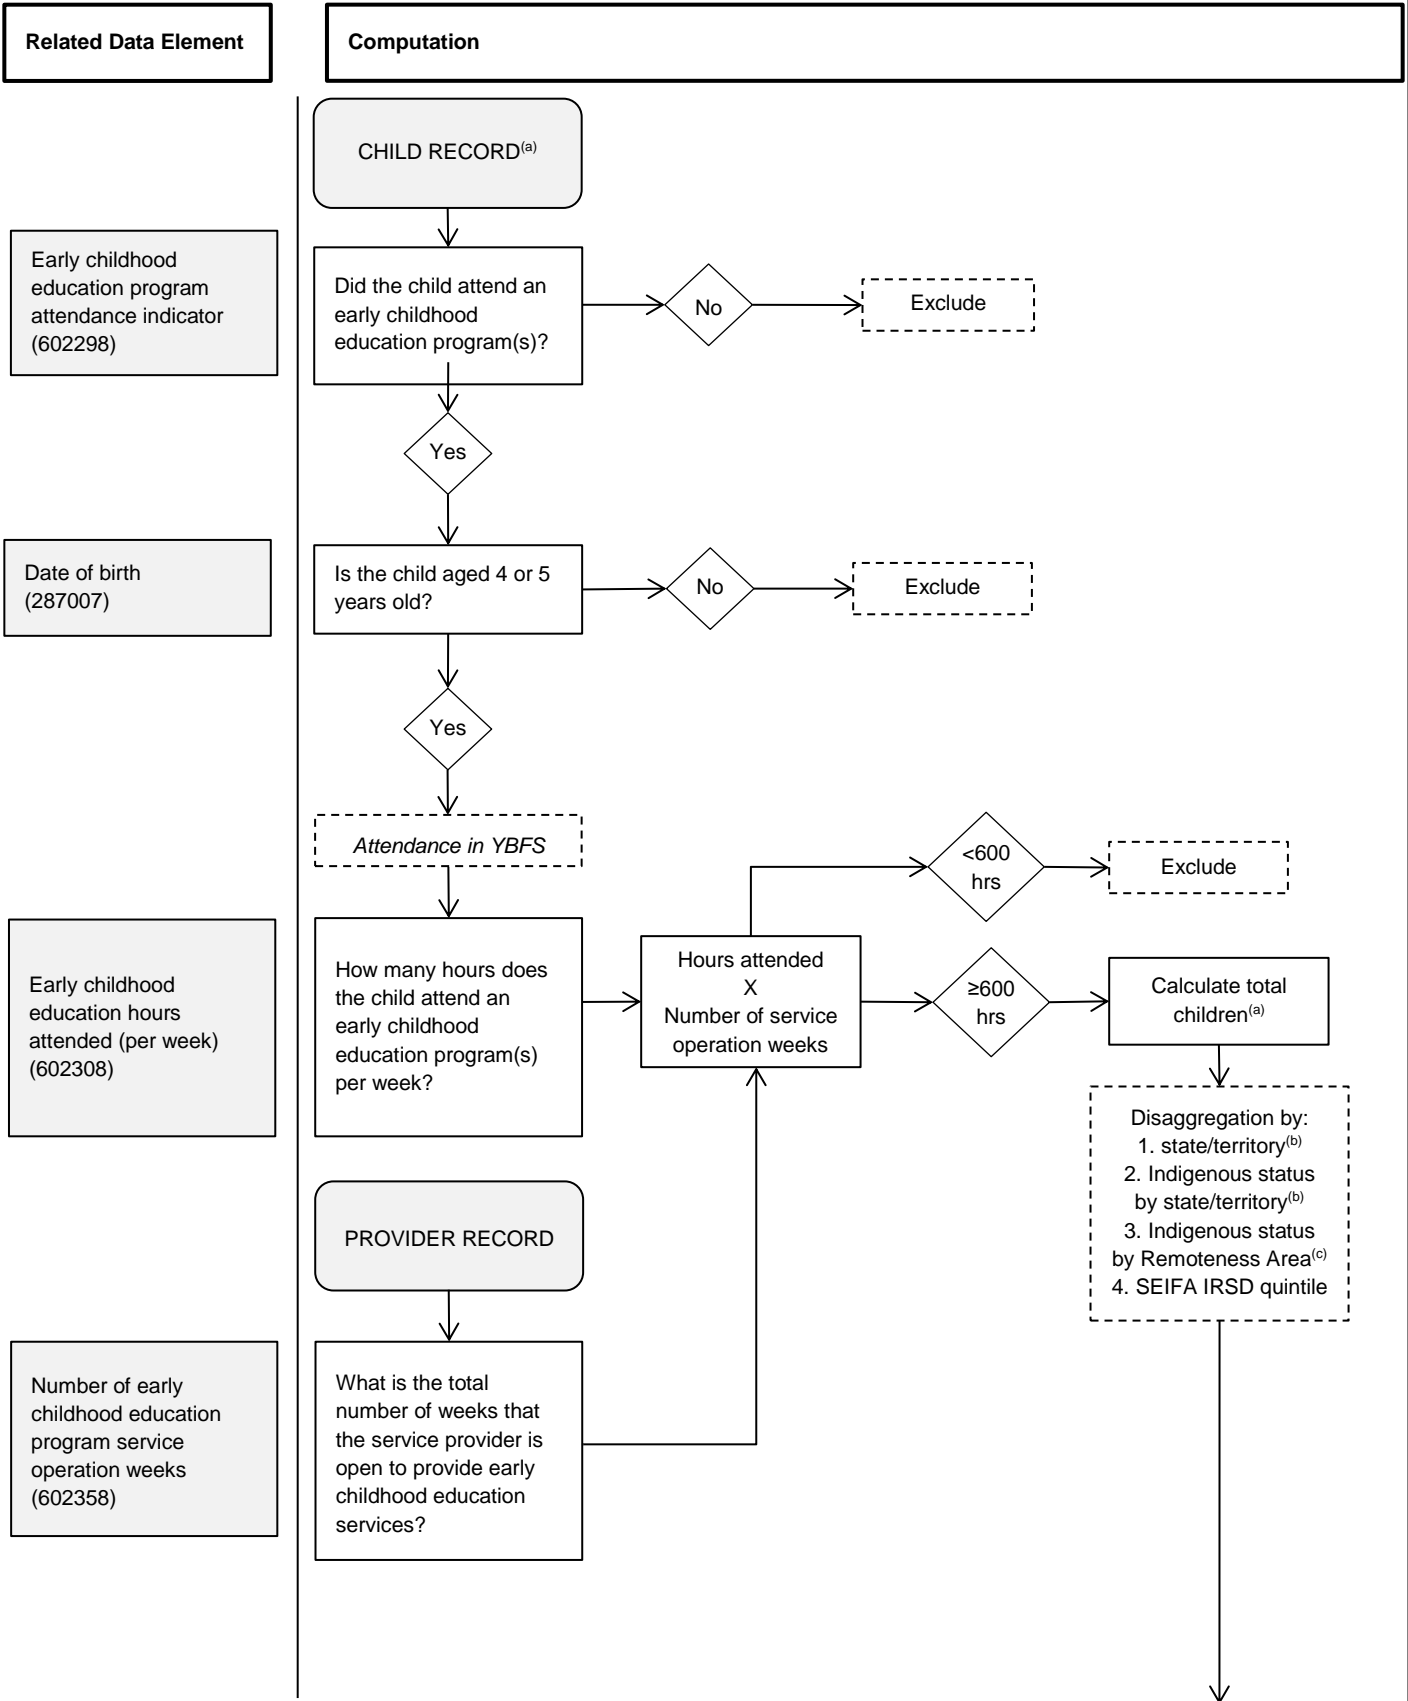 Related Data Element
Computation
CHILD RECORD(a)
Early childhood
education program
attendance indicator
(602298)
Did the child attend an
early childhood
education program(s)?
No
Exclude
Yes
Date of birth
(287007)
Is the child aged 4 or 5
years old?
No
Exclude
Yes
Attendance in YBFS
<600
hrs
Exclude
Early childhood
education hours
attended (per week)
(602308)
How many hours does
the child attend an
early childhood
education program(s)
per week?
Hours attended
X
Number of service
operation weeks
≥600
hrs
Calculate total
children(a)
Disaggregation by:
1. state/territory(b)
2. Indigenous status
by state/territory(b)
3. Indigenous status
by Remoteness Area(c)
4. SEIFA IRSD quintile
PROVIDER RECORD
Number of early
childhood education
program service
operation weeks
(602358)
What is the total
number of weeks that
the service provider is
open to provide early
childhood education
services?